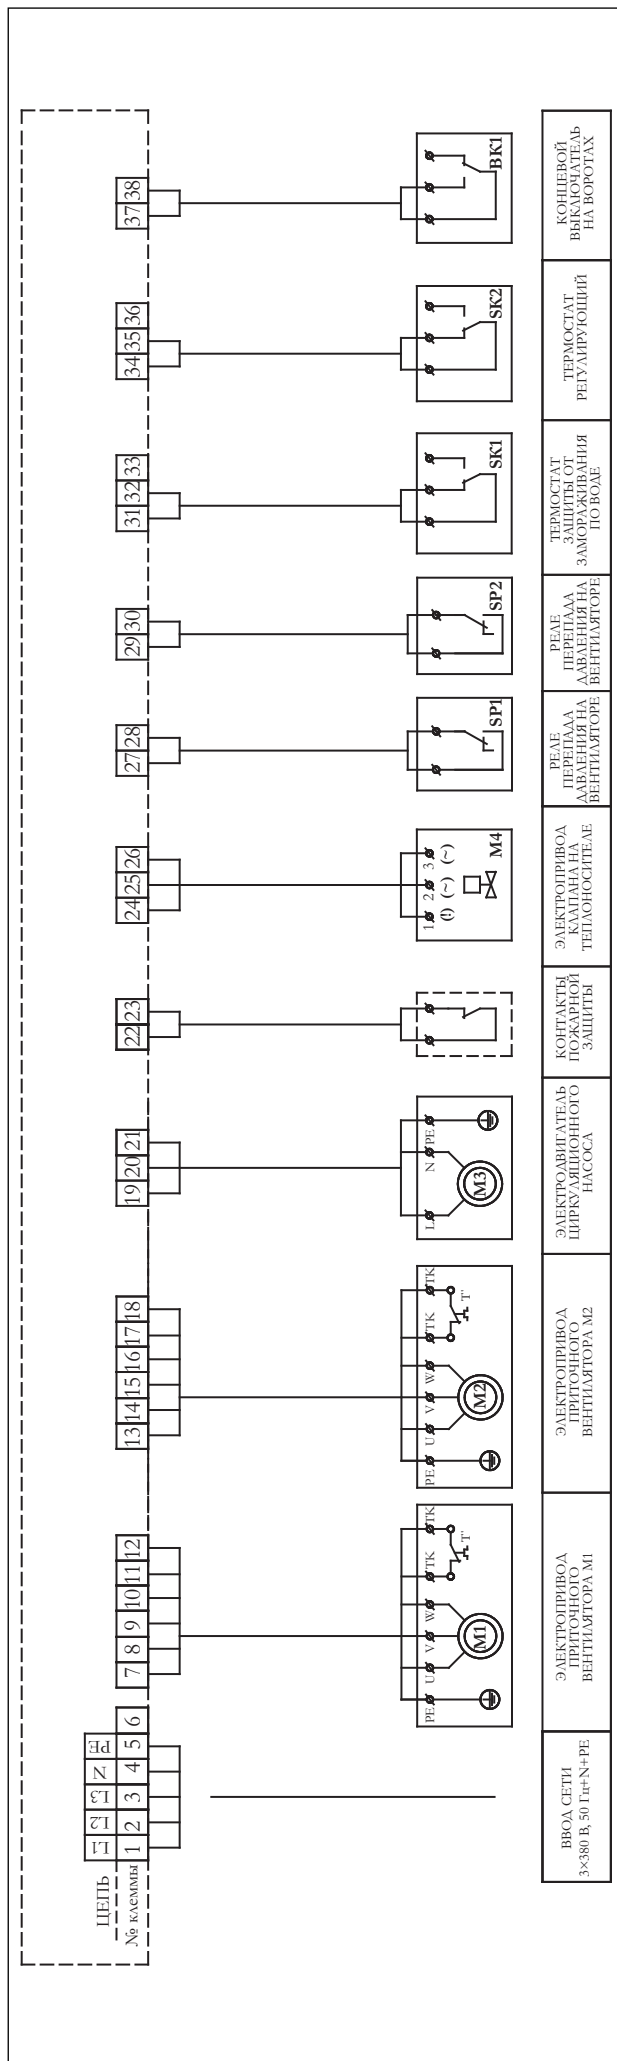 ЦЕПЬ
L1 L2 L3 N PE
№ клеммы
1 2 3 4 5 6
7 8 9 10 11 12
13 14 15 16 17 18
19 20 21
22 23
24 25 26
27 28
29 30
31 32 33
34 35 36
37 38
PE U V W TK TK
M1
T°
PE U V W TK TK
M2
T°
L N PE
M3
1 2 3
(!) (~) (~)
M4
SP1
SP2
SK1
SK2
BK1
ВВОД СЕТИ
3×380 В, 50 Гц+N+PE
ЭЛЕКТРОПРИВОД
ПРИТОЧНОГО
ВЕНТИЛЯТОРА М1
ЭЛЕКТРОПРИВОД
ПРИТОЧНОГО
ВЕНТИЛЯТОРА М2
ЭЛЕКТРОДВИГАТЕЛЬ
ЦИРКУЛЯЦИОННОГО
НАСОСА
КОНТАКТЫ
ПОЖАРНОЙ
ЗАЩИТЫ
ЭЛЕКТРОПРИВОД
КЛАПАНА НА
ТЕПЛОНОСИТЕЛЕ
РЕЛЕ
ПЕРЕПАДА
ДАВЛЕНИЯ НА
ВЕНТИЛЯТОРЕ
РЕЛЕ
ПЕРЕПАДА
ДАВЛЕНИЯ НА
ВЕНТИЛЯТОРЕ
ТЕРМОСТАТ
ЗАЩИТЫ ОТ
ЗАМОРАЖИВАНИЯ
ПО ВОДЕ
ТЕРМОСТАТ
РЕГУЛИРУЮЩИЙ
КОНЦЕВОЙ
ВЫКЛЮЧАТЕЛЬ
НА ВОРОТАХ